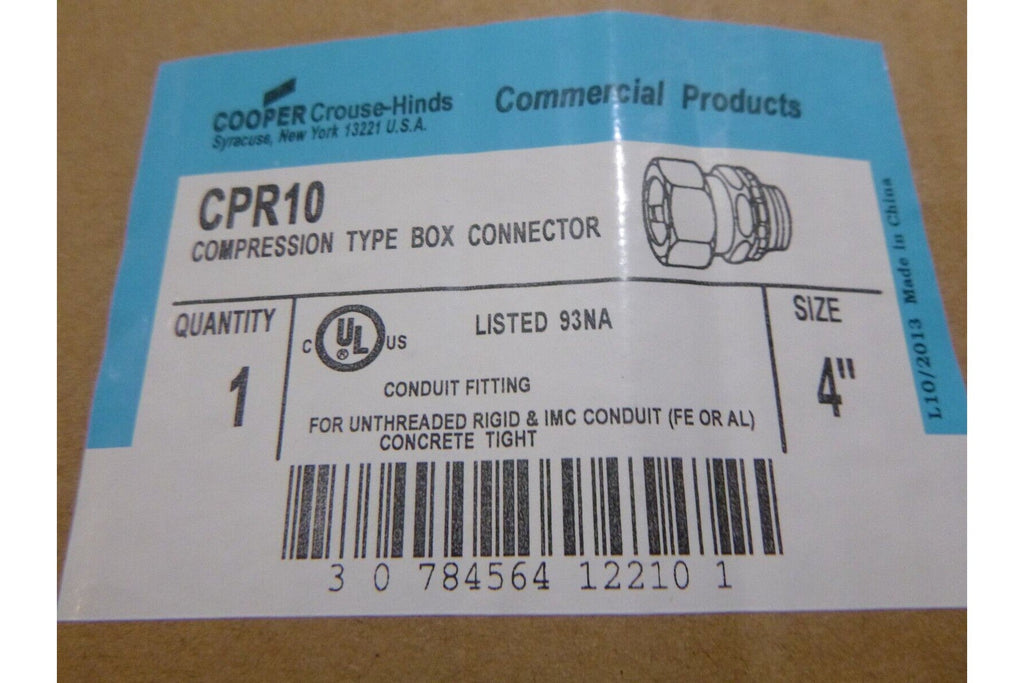 COOPER Crouse-Hinds
Syracuse, New York 13221 U.S.A.
Commercial Products
CPR10
COMPRESSION TYPE BOX CONNECTOR
QUANTITY
1
C UL ® US
LISTED 93NA
CONDUIT FITTING
FOR UNTHREADED RIGID & IMC CONDUIT (FE OR AL)
CONCRETE TIGHT
SIZE
4"
L10/2013 Made in China
3 0 784564 12210 1